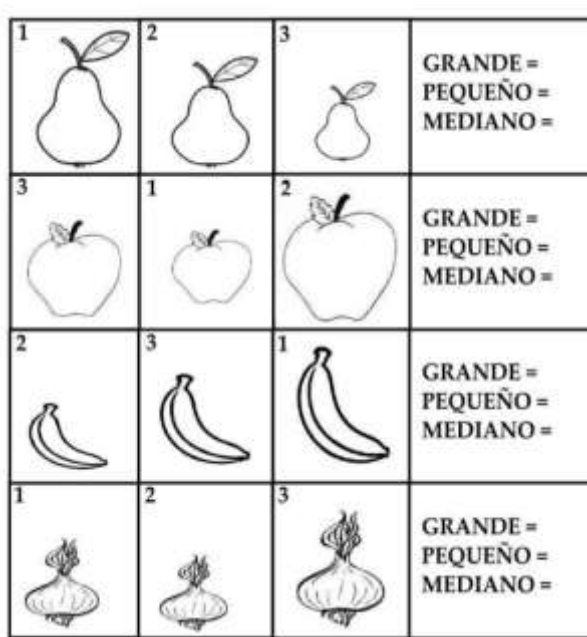 1
2
3
GRANDE =
PEQUEÑO =
MEDIANO =
3
1
2
GRANDE =
PEQUEÑO =
MEDIANO =
2
3
1
GRANDE =
PEQUEÑO =
MEDIANO =
1
2
3
GRANDE =
PEQUEÑO =
MEDIANO =